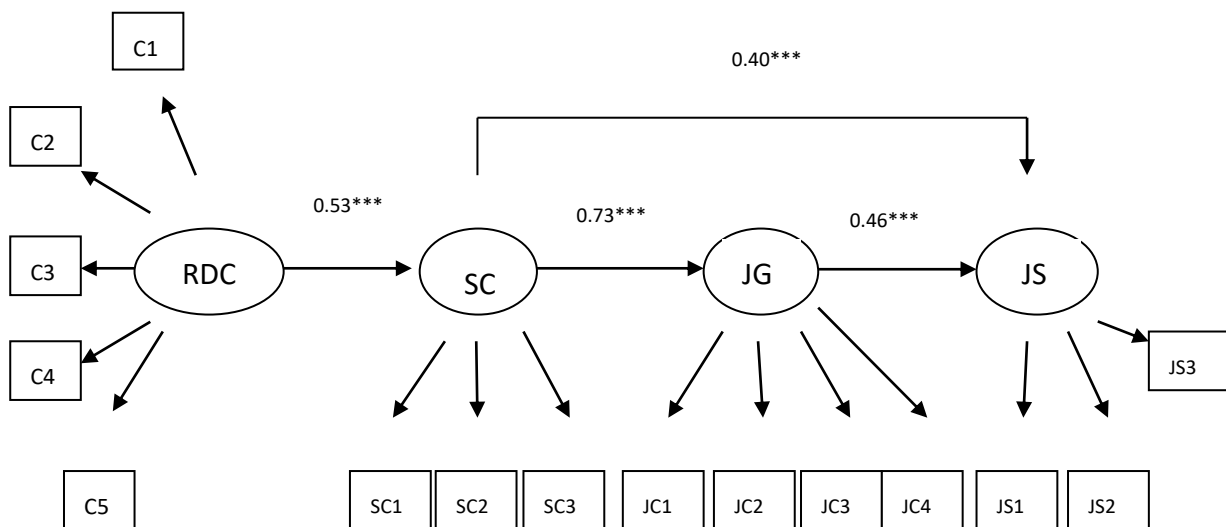 C1
0.40***
C2
0.53***
0.73***
0.46***
C3
RDC
SC
JG
JS
C4
JS3
C5
SC1
SC2
SC3
JC1
JC2
JC3
JC4
JS1
JS2